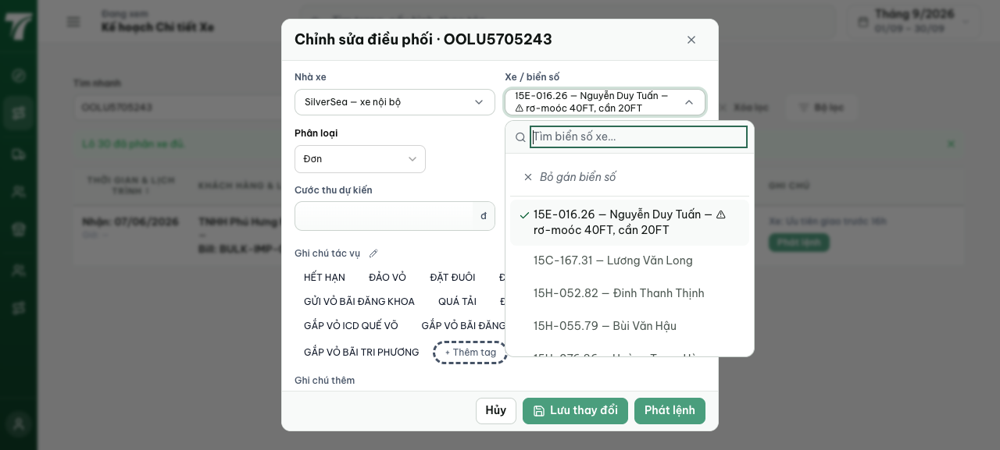 Đang xem
Kế hoạch Chi tiết Xe
Tháng 9/2026
01/09 – 30/09
Tìm nhanh
OOLU5705243
Xóa lọc
Bộ lọc
Lô 30 đã phân xe đủ.
THỜI GIAN & LỊCH
TRÌNH
KHÁCH HÀNG & L
GHI CHÚ
Nhận: 07/06/2026
TNHH Phú Hưng
Bill: BULK-IMP-0
Xe: Ưu tiên giao trước 16h
Phát lệnh
Chỉnh sửa điều phối · OOLU5705243
Nhà xe
Xe / biển số
SilverSea — xe nội bộ
15E-016.26 — Nguyễn Duy Tuấn —
⚠ rơ-moóc 40FT, cần 20FT
Phân loại
Đơn
Tìm biển số xe...
Bỏ gán biển số
Cước thu dự kiến
đ
15E-016.26 — Nguyễn Duy Tuấn — ⚠
rơ-moóc 40FT, cần 20FT
15C-167.31 — Lương Văn Long
15H-052.82 — Đinh Thanh Thịnh
15H-055.79 — Bùi Văn Hậu
Ghi chú tác vụ
HẾT HẠN
ĐẢO VỎ
ĐẶT ĐUÔI
GỬI VỎ BÃI ĐĂNG KHOA
QUÁ TẢI
GẮP VỎ ICD QUẾ VÕ
GẮP VỎ BÃI ĐĂNG
GẮP VỎ BÃI TRI PHƯƠNG
+ Thêm tag
Ghi chú thêm
Hủy
Lưu thay đổi
Phát lệnh